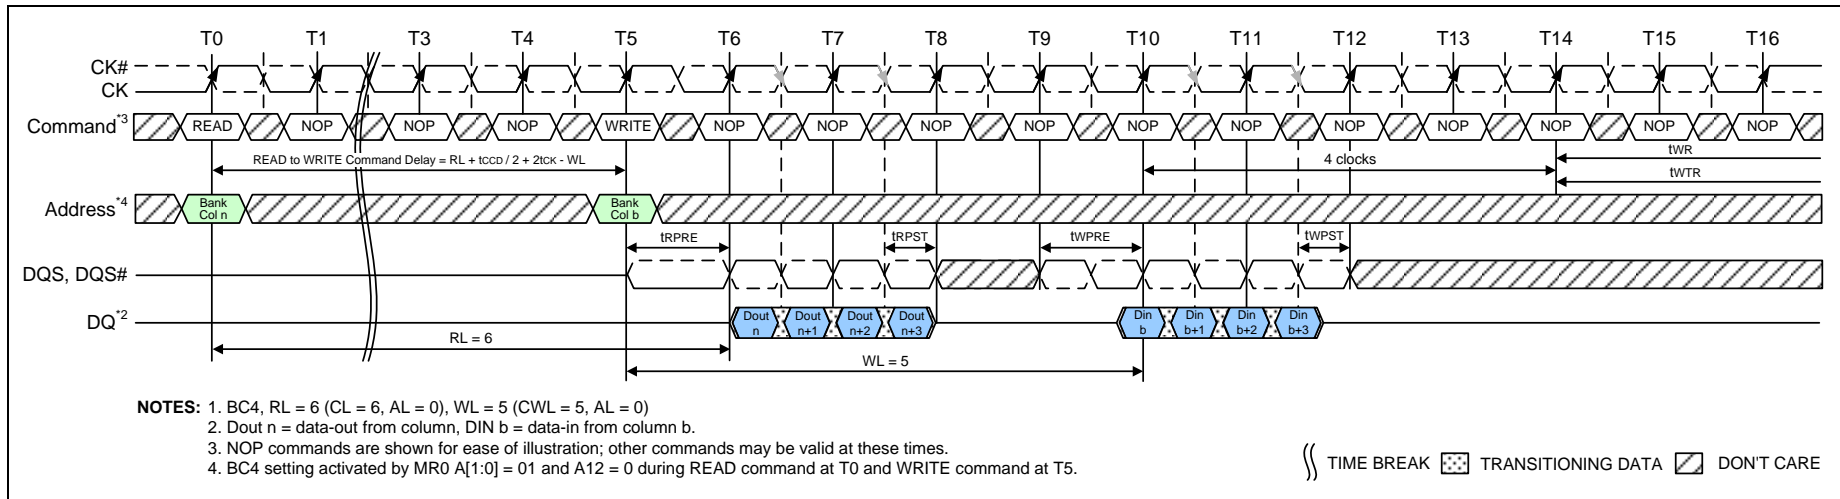 T0 T1 T3 T4 T5 T6 T7 T8 T9 T10 T11 T12 T13 T14 T15 T16
CK#
CK
Command*3 READ NOP NOP NOP WRITE NOP NOP NOP NOP NOP NOP NOP NOP NOP NOP NOP
READ to WRITE Command Delay = RL + tCCD / 2 + 2tCK - WL 4 clocks tWR
tWTR
Address*4 Bank Col n Bank Col b
tRPRE tRPST tWPRE tWPST
DQS, DQS#
DQ*2 Dout n Dout n+1 Dout n+2 Dout n+3 Din b Din b+1 Din b+2 Din b+3
RL = 6
WL = 5
NOTES: 1. BC4, RL = 6 (CL = 6, AL = 0), WL = 5 (CWL = 5, AL = 0)
2. Dout n = data-out from column, DIN b = data-in from column b.
3. NOP commands are shown for ease of illustration; other commands may be valid at these times.
4. BC4 setting activated by MR0 A[1:0] = 01 and A12 = 0 during READ command at T0 and WRITE command at T5.
TIME BREAK TRANSITIONING DATA DON'T CARE